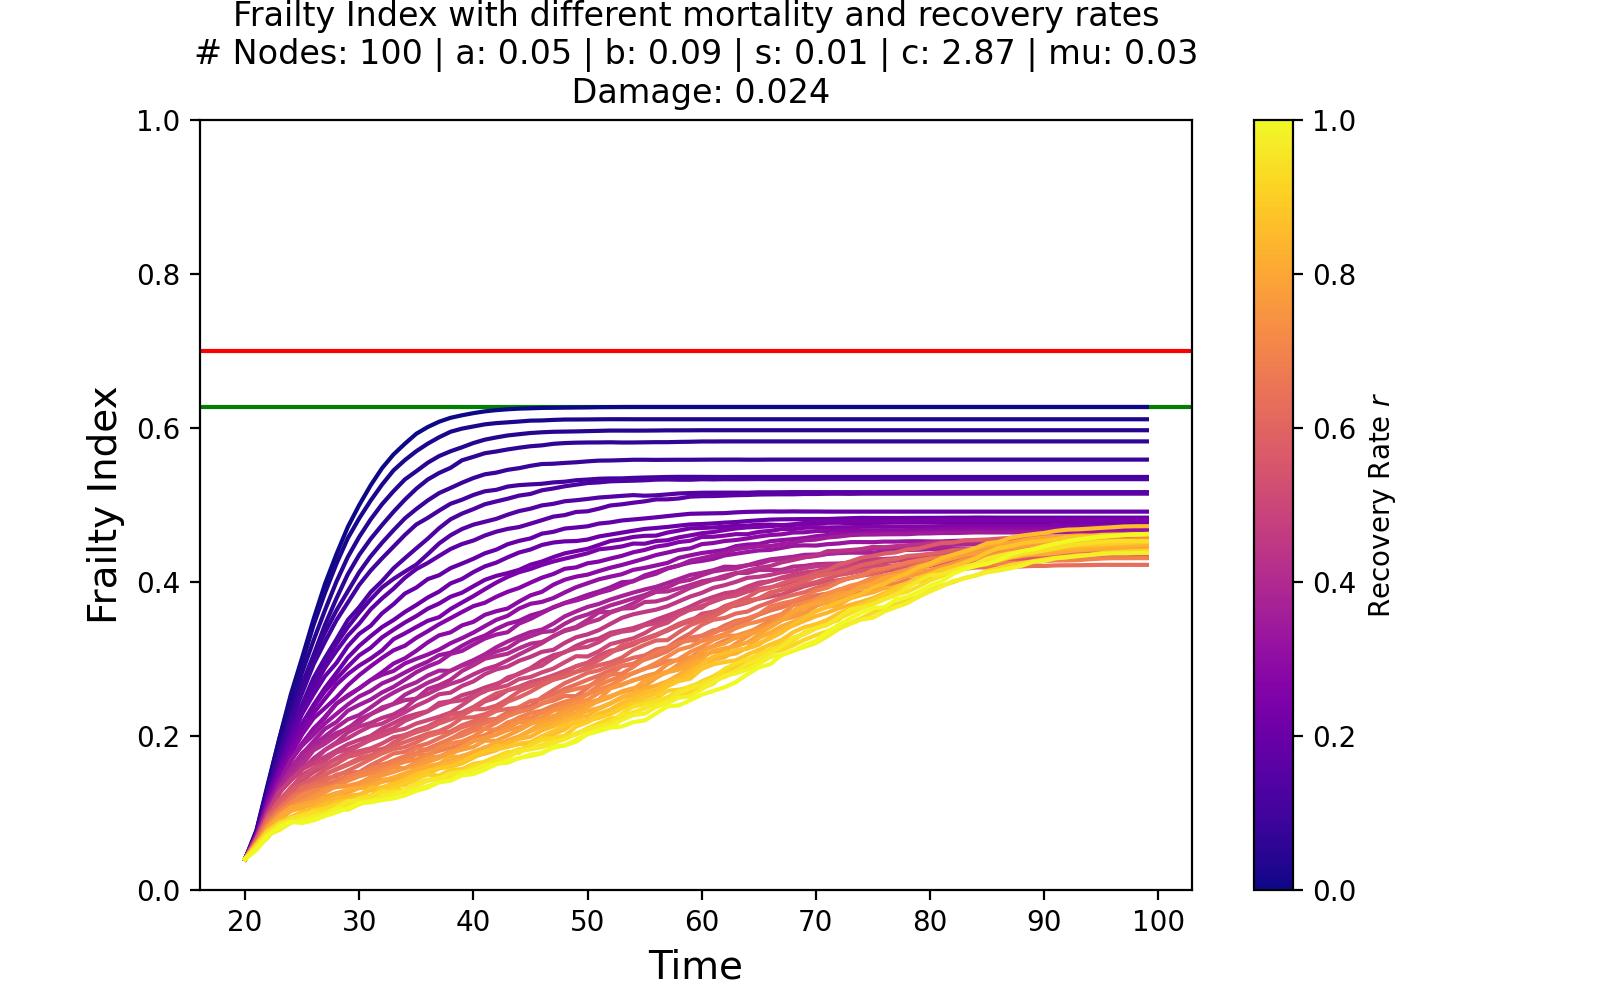 Frailty Index with different mortality and recovery rates
# Nodes: 100 | a: 0.05 | b: 0.09 | s: 0.01 | c: 2.87 | mu: 0.03
Damage: 0.024
1.0
0.8
0.6
0.4
0.2
0.0
Frailty Index
20 30 40 50 60 70 80 90 100
Time
1.0
0.8
0.6
0.4
0.2
0.0
Recovery Rate r